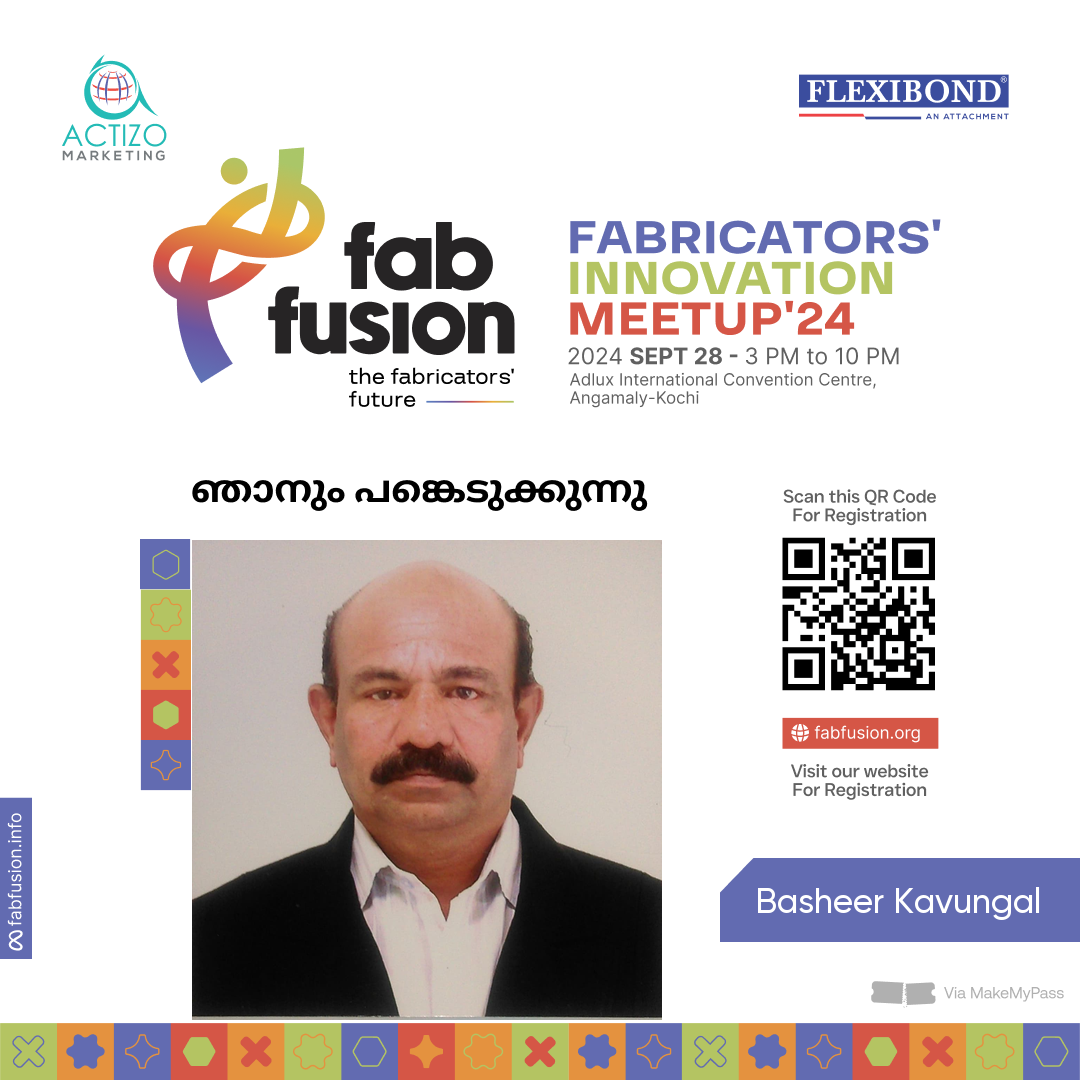 ACTIZO
MARKETING
FLEXIBOND®
AN ATTACHMENT
fab
fusion
the fabricators'
future
FABRICATORS'
INNOVATION
MEETUP'24
2024 SEPT 28 - 3 PM to 10 PM
Adlux International Convention Centre,
Angamaly-Kochi
ഞാനും പങ്കെടുക്കുന്നു
Scan this QR Code
For Registration
fabfusion.org
Visit our website
For Registration
fabfusion.info
Basheer Kavungal
Via MakeMyPass